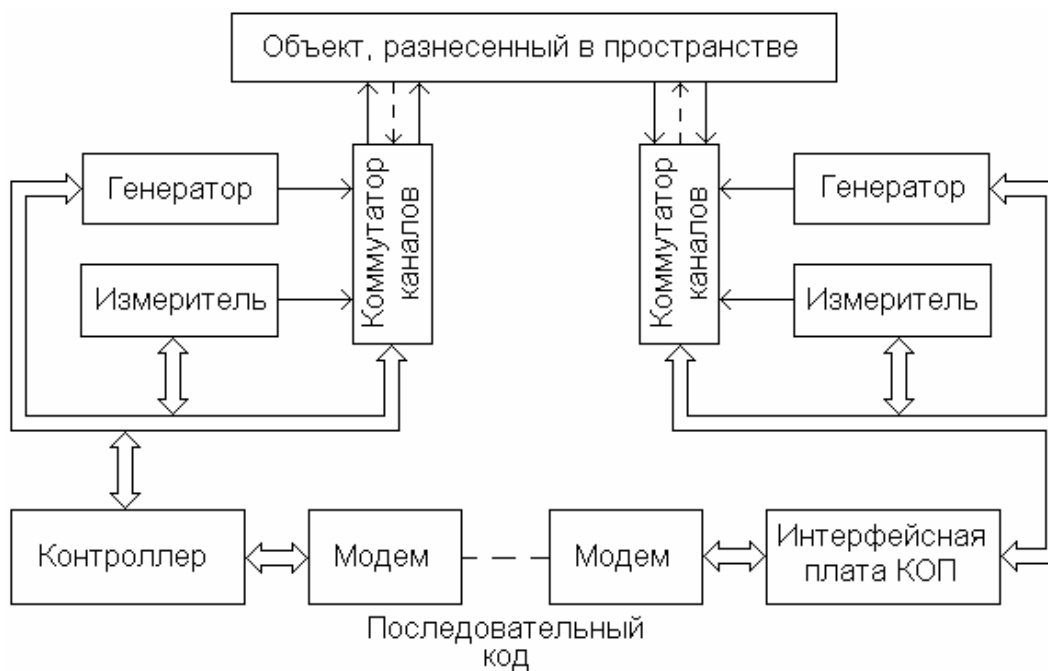 Объект, разнесенный в пространстве
Генератор
Измеритель
Коммутатор
каналов
Коммутатор
каналов
Генератор
Измеритель
Контроллер
Модем
Модем
Интерфейсная
плата КОП
Последовательный
код